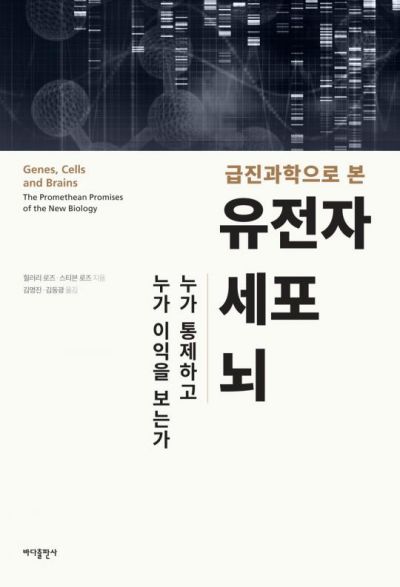 Genes, Cells
and Brains
The Promethean Promises
of the New Biology
힐러리 로즈·스티븐 로즈 지음
김명진·김동광 옮김
급진과학으로 본
유전자
세포
뇌
누가 통제하고
누가 이익을 보는가
바다출판사